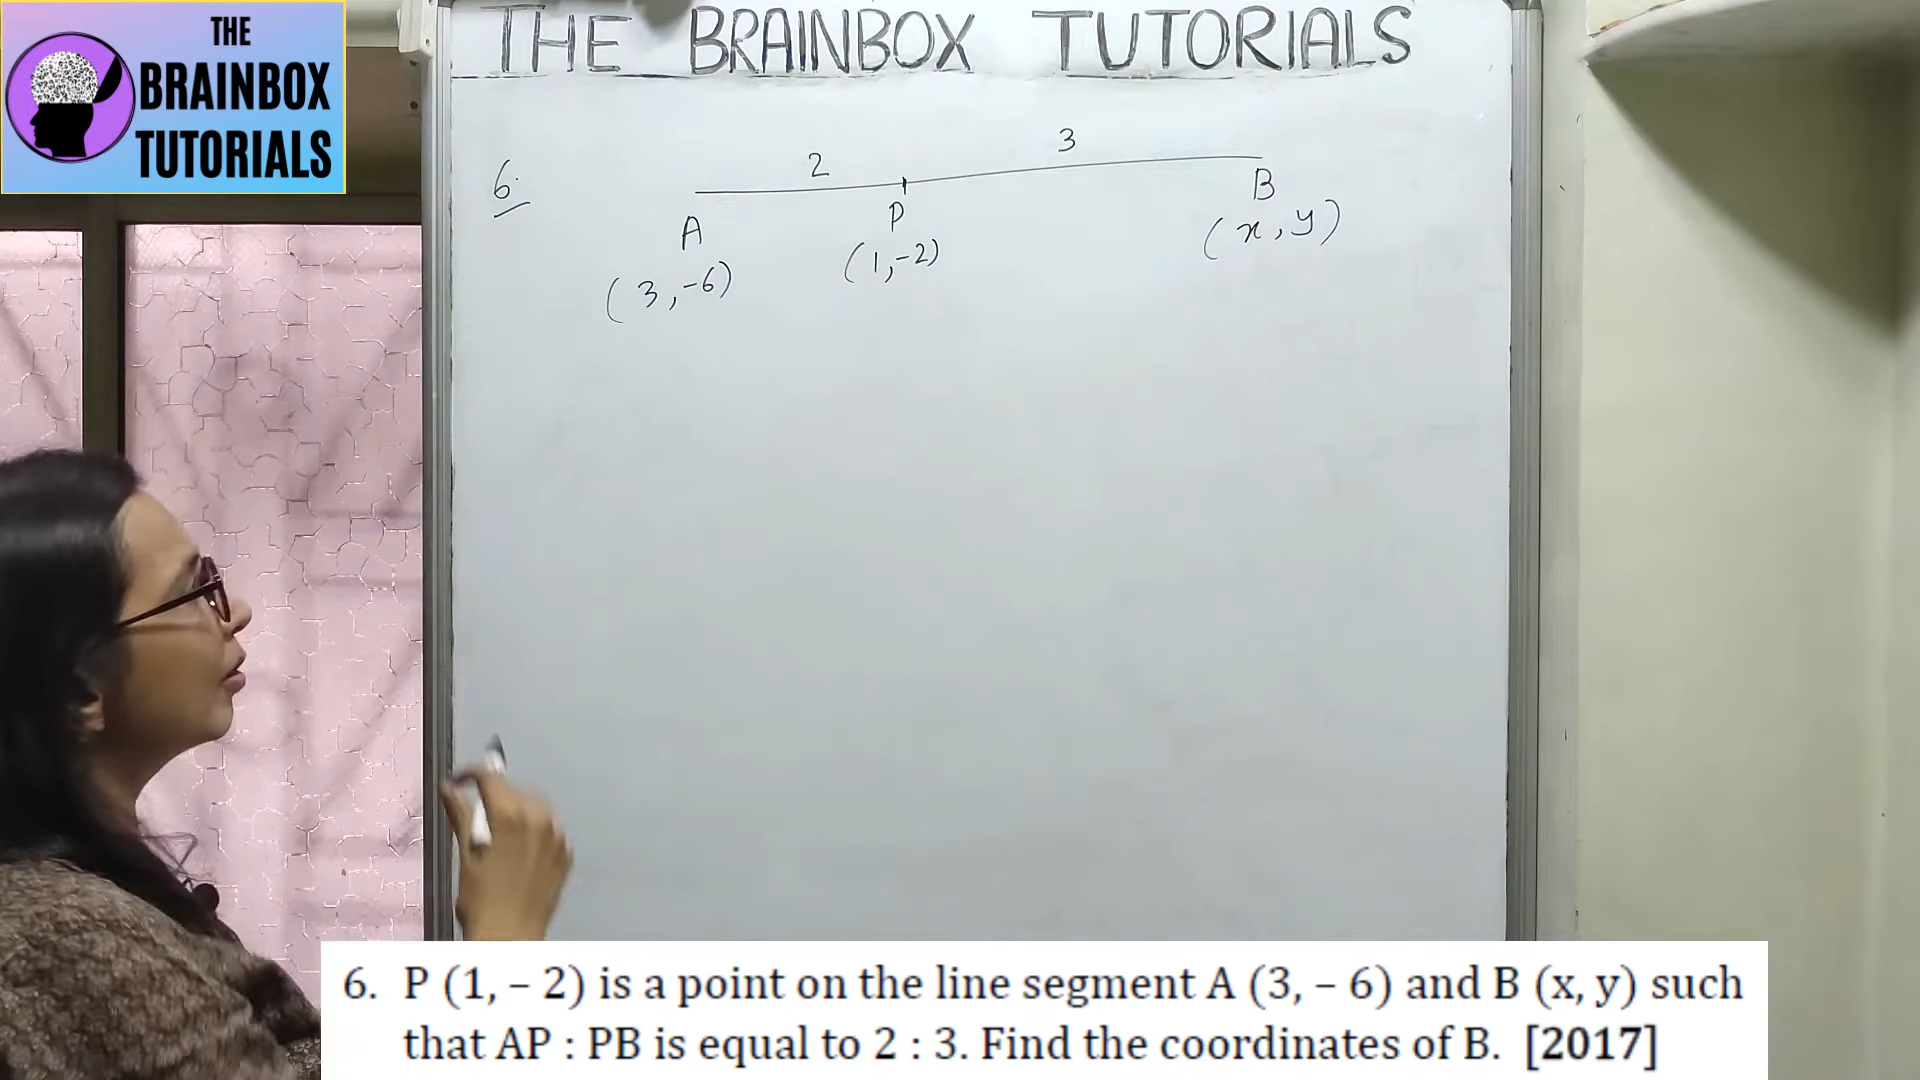 THE
BRAINBOX
TUTORIALS
THE BRAINBOX TUTORIALS
6.
2
3
A
P
B
(3,-6)
(1,-2)
(x,y)
6. P (1, – 2) is a point on the line segment A (3, – 6) and B (x, y) such
that AP : PB is equal to 2 : 3. Find the coordinates of B. [2017]